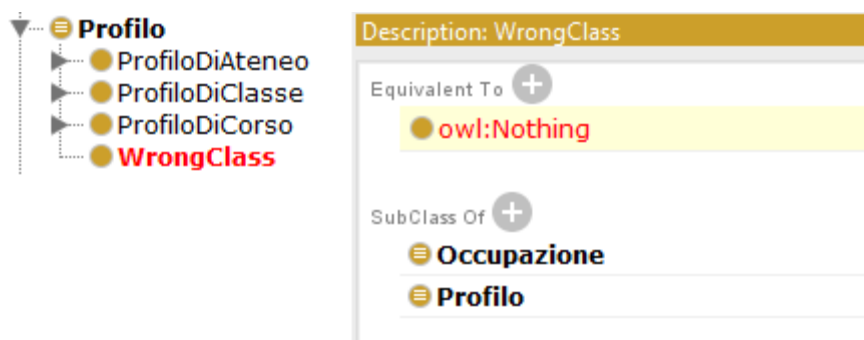 Profilo
ProfiloDiAteneo
ProfiloDiClasse
ProfiloDiCorso
WrongClass
Description: WrongClass
Equivalent To
owl:Nothing
SubClass Of
Occupazione
Profilo